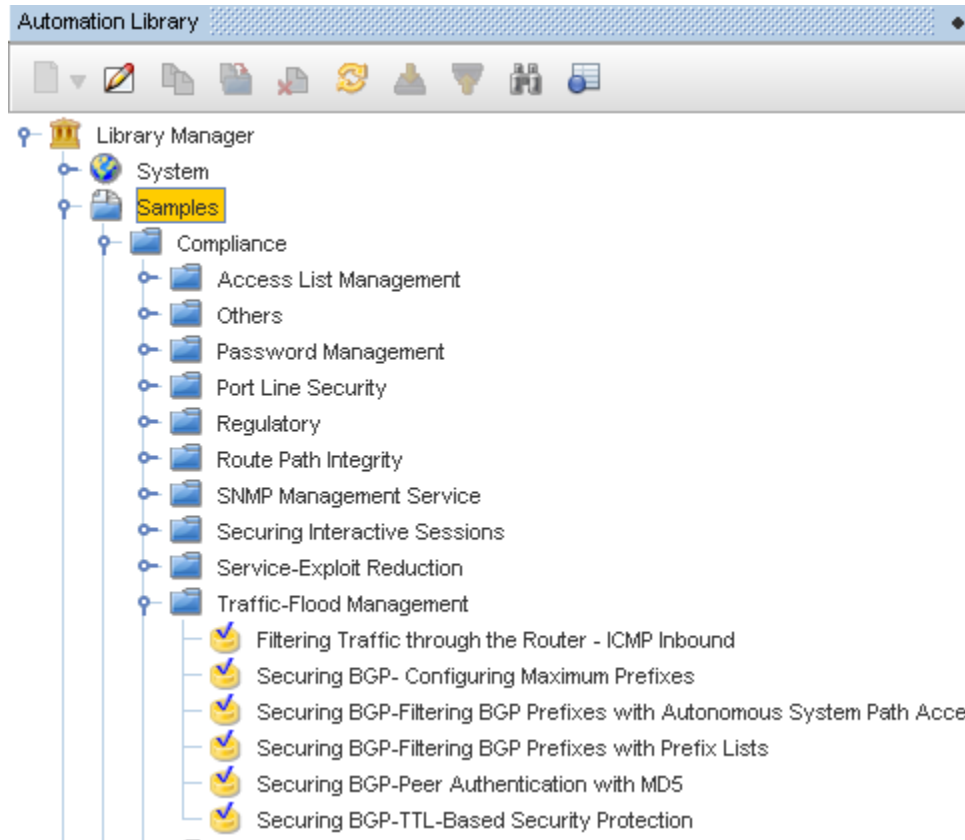 Automation Library
Library Manager
System
Samples
Compliance
Access List Management
Others
Password Management
Port Line Security
Regulatory
Route Path Integrity
SNMP Management Service
Securing Interactive Sessions
Service-Exploit Reduction
Traffic-Flood Management
Filtering Traffic through the Router - ICMP Inbound
Securing BGP- Configuring Maximum Prefixes
Securing BGP-Filtering BGP Prefixes with Autonomous System Path Acce
Securing BGP-Filtering BGP Prefixes with Prefix Lists
Securing BGP-Peer Authentication with MD5
Securing BGP-TTL-Based Security Protection